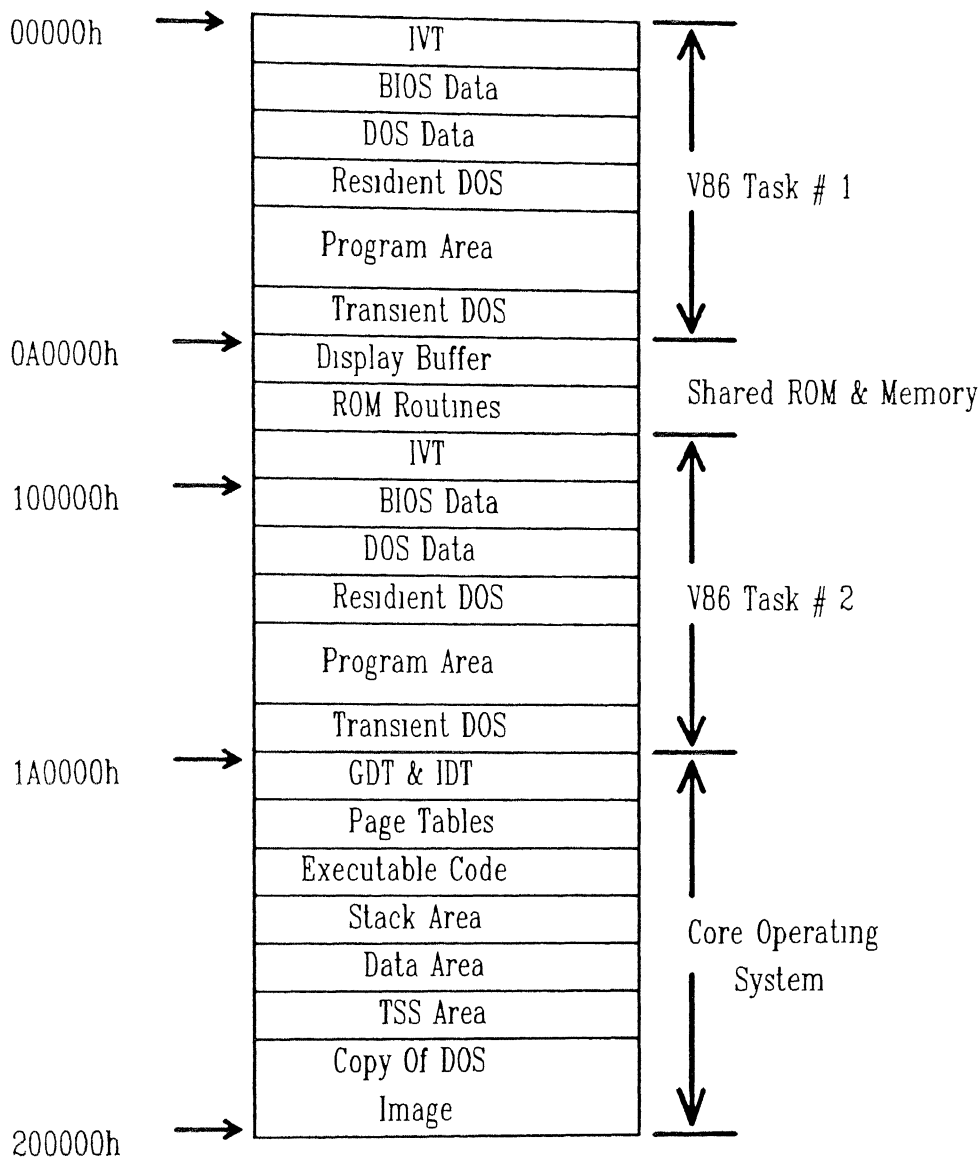 00000h
IVT
BIOS Data
DOS Data
Residient DOS
V86 Task # 1
Program Area
Transient DOS
0A0000h
Display Buffer
Shared ROM & Memory
ROM Routines
IVT
100000h
BIOS Data
DOS Data
Residient DOS
V86 Task # 2
Program Area
Transient DOS
1A0000h
GDT & IDT
Page Tables
Executable Code
Stack Area
Core Operating
System
Data Area
TSS Area
Copy Of DOS
Image
200000h